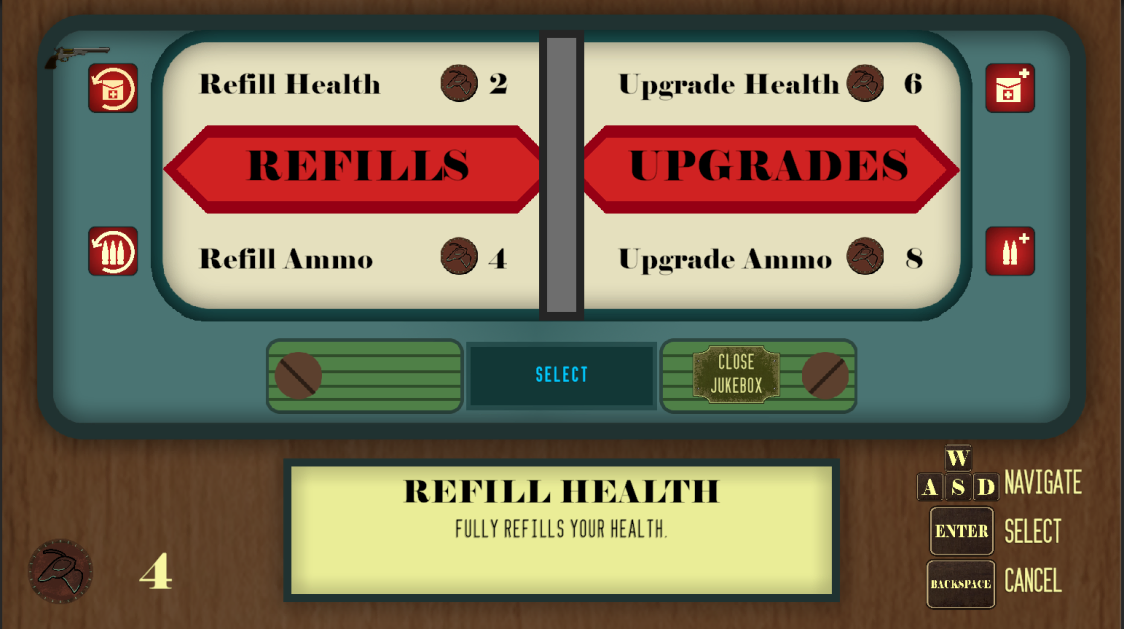 Refill Health 2
Upgrade Health 6
REFILLS
UPGRADES
Refill Ammo 4
Upgrade Ammo 8
SELECT
CLOSE
JUKEBOX
REFILL HEALTH
FULLY REFILLS YOUR HEALTH.
4
W
A S D NAVIGATE
ENTER SELECT
BACKSPACE CANCEL